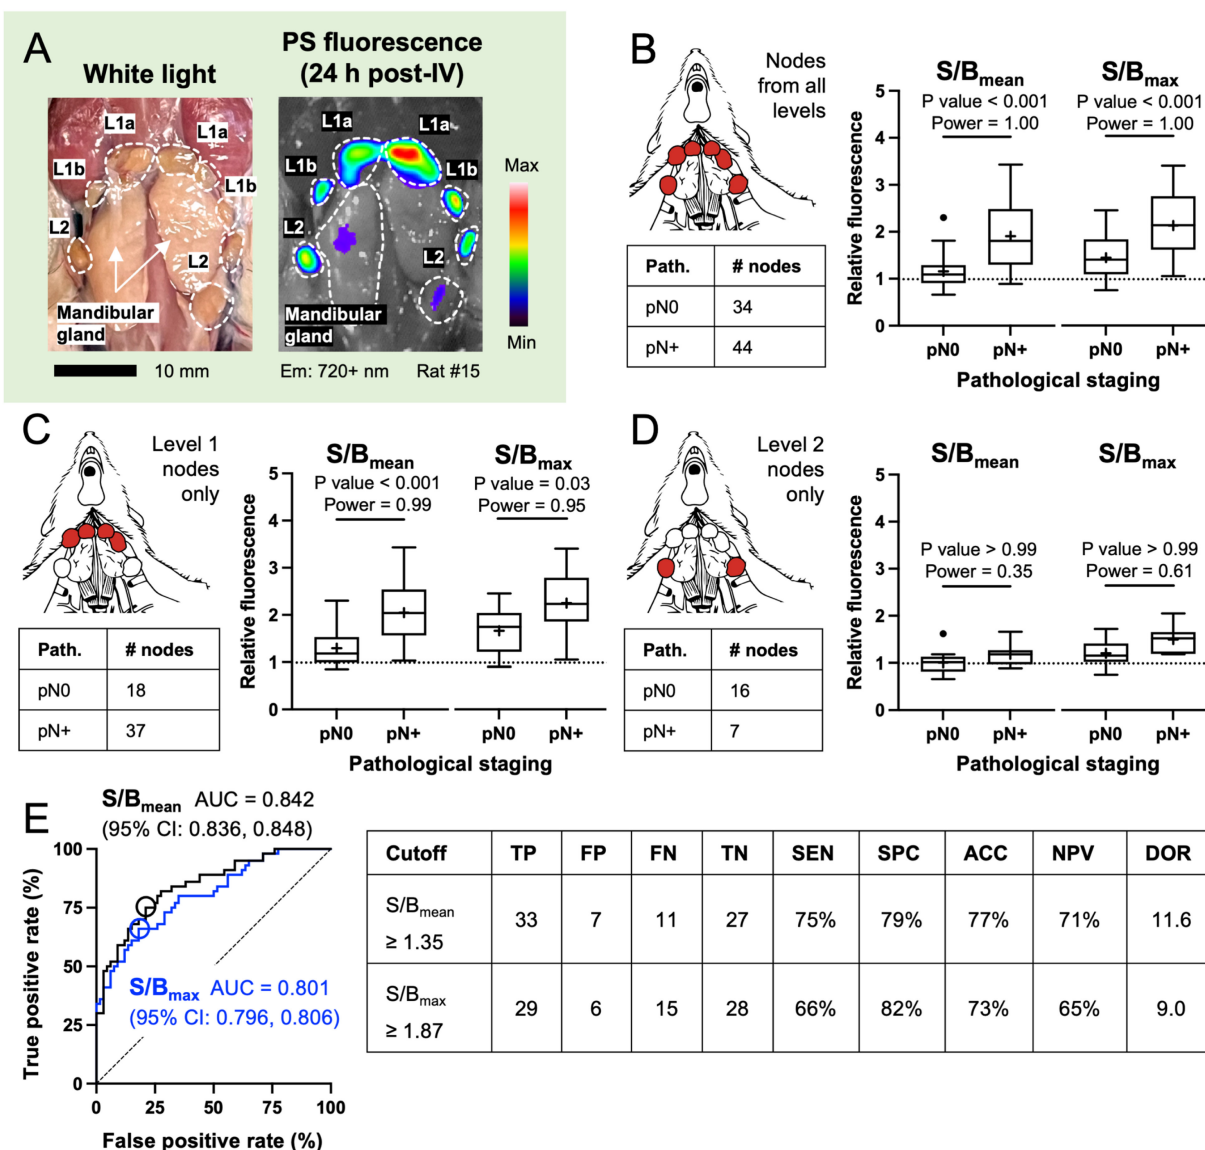 A
White light
PS fluorescence
(24 h post-IV)
L1a
L1a
L1b
L1b
L2
L2
Mandibular
gland
L1a
L1a
L1b
L1b
L2
L2
Mandibular
gland
Max
Min
10 mm
Em: 720+ nm
Rat #15
B
Nodes
from all
levels
Path. # nodes
pN0 34
pN+ 44
S/Bmean
P value < 0.001
Power = 1.00
S/Bmax
P value < 0.001
Power = 1.00
Relative fluorescence
5
4
3
2
1
0
pN0 pN+ pN0 pN+
Pathological staging
C
Level 1
nodes
only
Path. # nodes
pN0 18
pN+ 37
S/Bmean
P value < 0.001
Power = 0.99
S/Bmax
P value = 0.03
Power = 0.95
Relative fluorescence
5
4
3
2
1
0
pN0 pN+ pN0 pN+
Pathological staging
D
Level 2
nodes
only
Path. # nodes
pN0 16
pN+ 7
S/Bmean
P value > 0.99
Power = 0.35
S/Bmax
P value > 0.99
Power = 0.61
Relative fluorescence
5
4
3
2
1
0
pN0 pN+ pN0 pN+
Pathological staging
E
S/Bmean AUC = 0.842
(95% CI: 0.836, 0.848)
S/Bmax AUC = 0.801
(95% CI: 0.796, 0.806)
True positive rate (%)
100
75
50
25
0
0 25 50 75 100
False positive rate (%)
Cutoff TP FP FN TN SEN SPC ACC NPV DOR
S/Bmean
≥ 1.35
33 7 11 27 75% 79% 77% 71% 11.6
S/Bmax
≥ 1.87
29 6 15 28 66% 82% 73% 65% 9.0